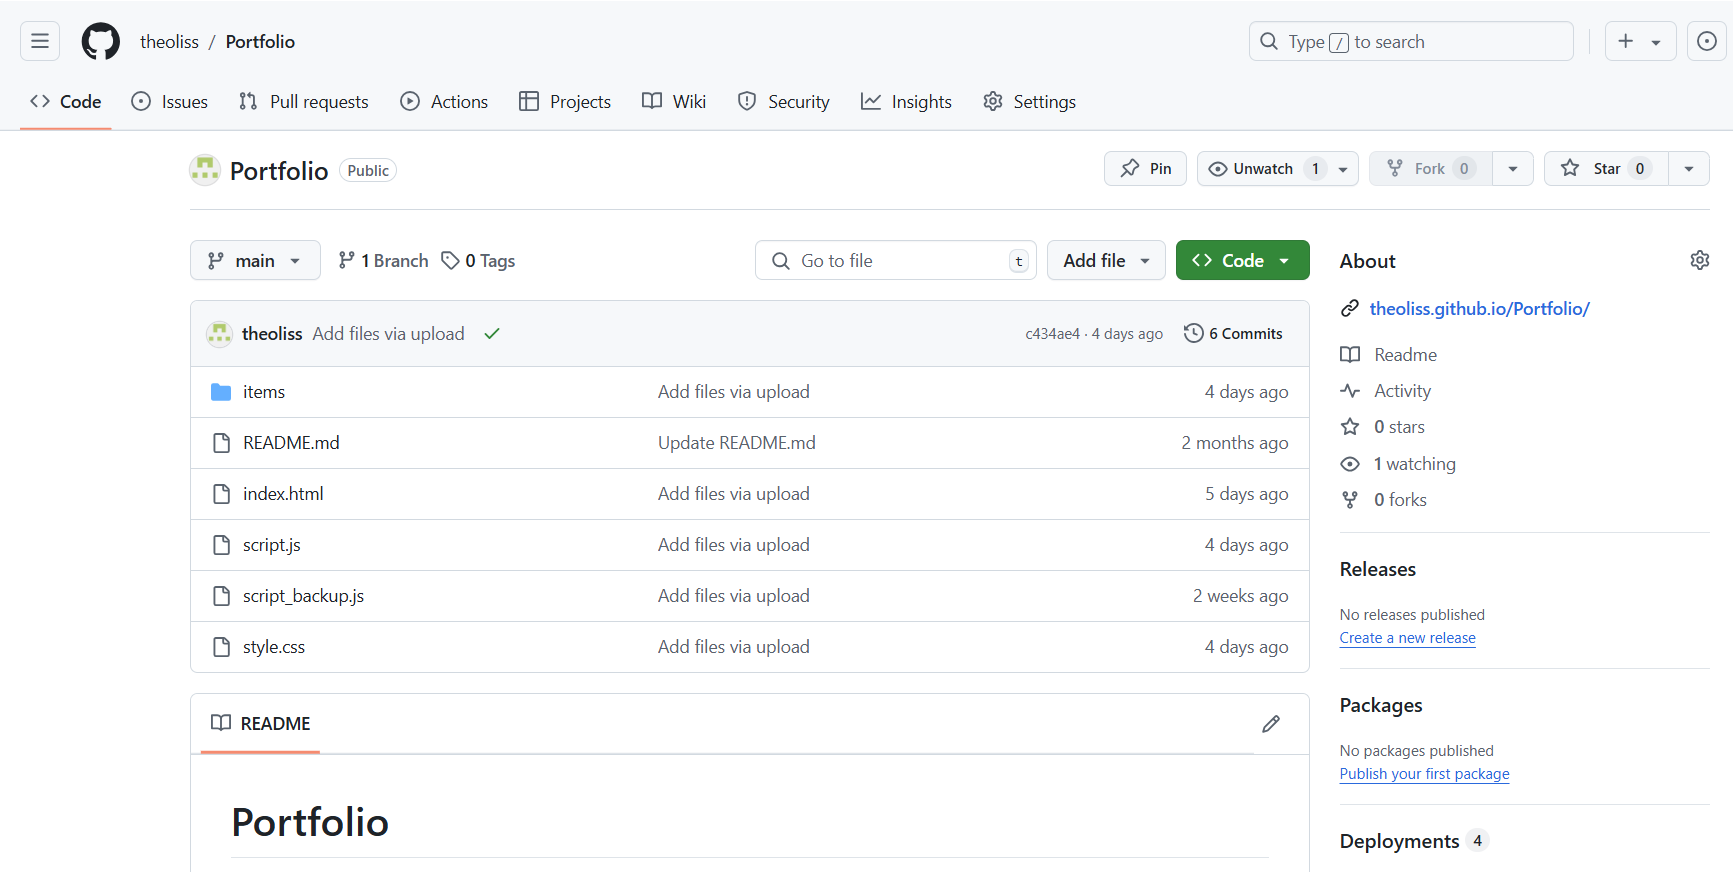 theoliss / Portfolio
Type / to search
Code Issues Pull requests Actions Projects Wiki Security Insights Settings
Portfolio Public
Pin Unwatch 1 Fork 0 Star 0
main 1 Branch 0 Tags
Go to file t Add file Code
theoliss Add files via upload c434ae4 · 4 days ago 6 Commits
items Add files via upload 4 days ago
README.md Update README.md 2 months ago
index.html Add files via upload 5 days ago
script.js Add files via upload 4 days ago
script_backup.js Add files via upload 2 weeks ago
style.css Add files via upload 4 days ago
README
Portfolio
About
theoliss.github.io/Portfolio/
Readme
Activity
0 stars
1 watching
0 forks
Releases
No releases published
Create a new release
Packages
No packages published
Publish your first package
Deployments 4